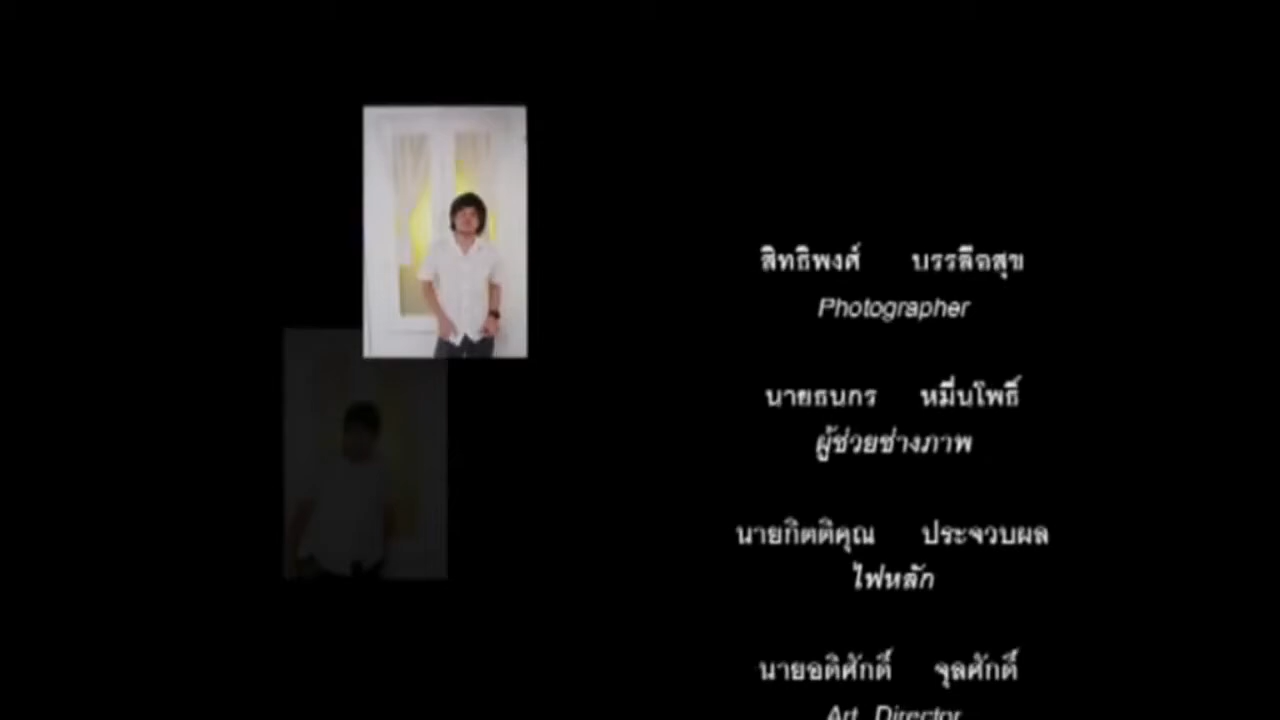 สิทธิพงศ์ บรรลือสุข
Photographer
นายธนกร หมื่นโพธิ์
ผู้ช่วยช่างภาพ
นายกิตติคุณ ประจวบผล
ไฟหลัก
นายอติศักดิ์ จุลศักดิ์
Art Director